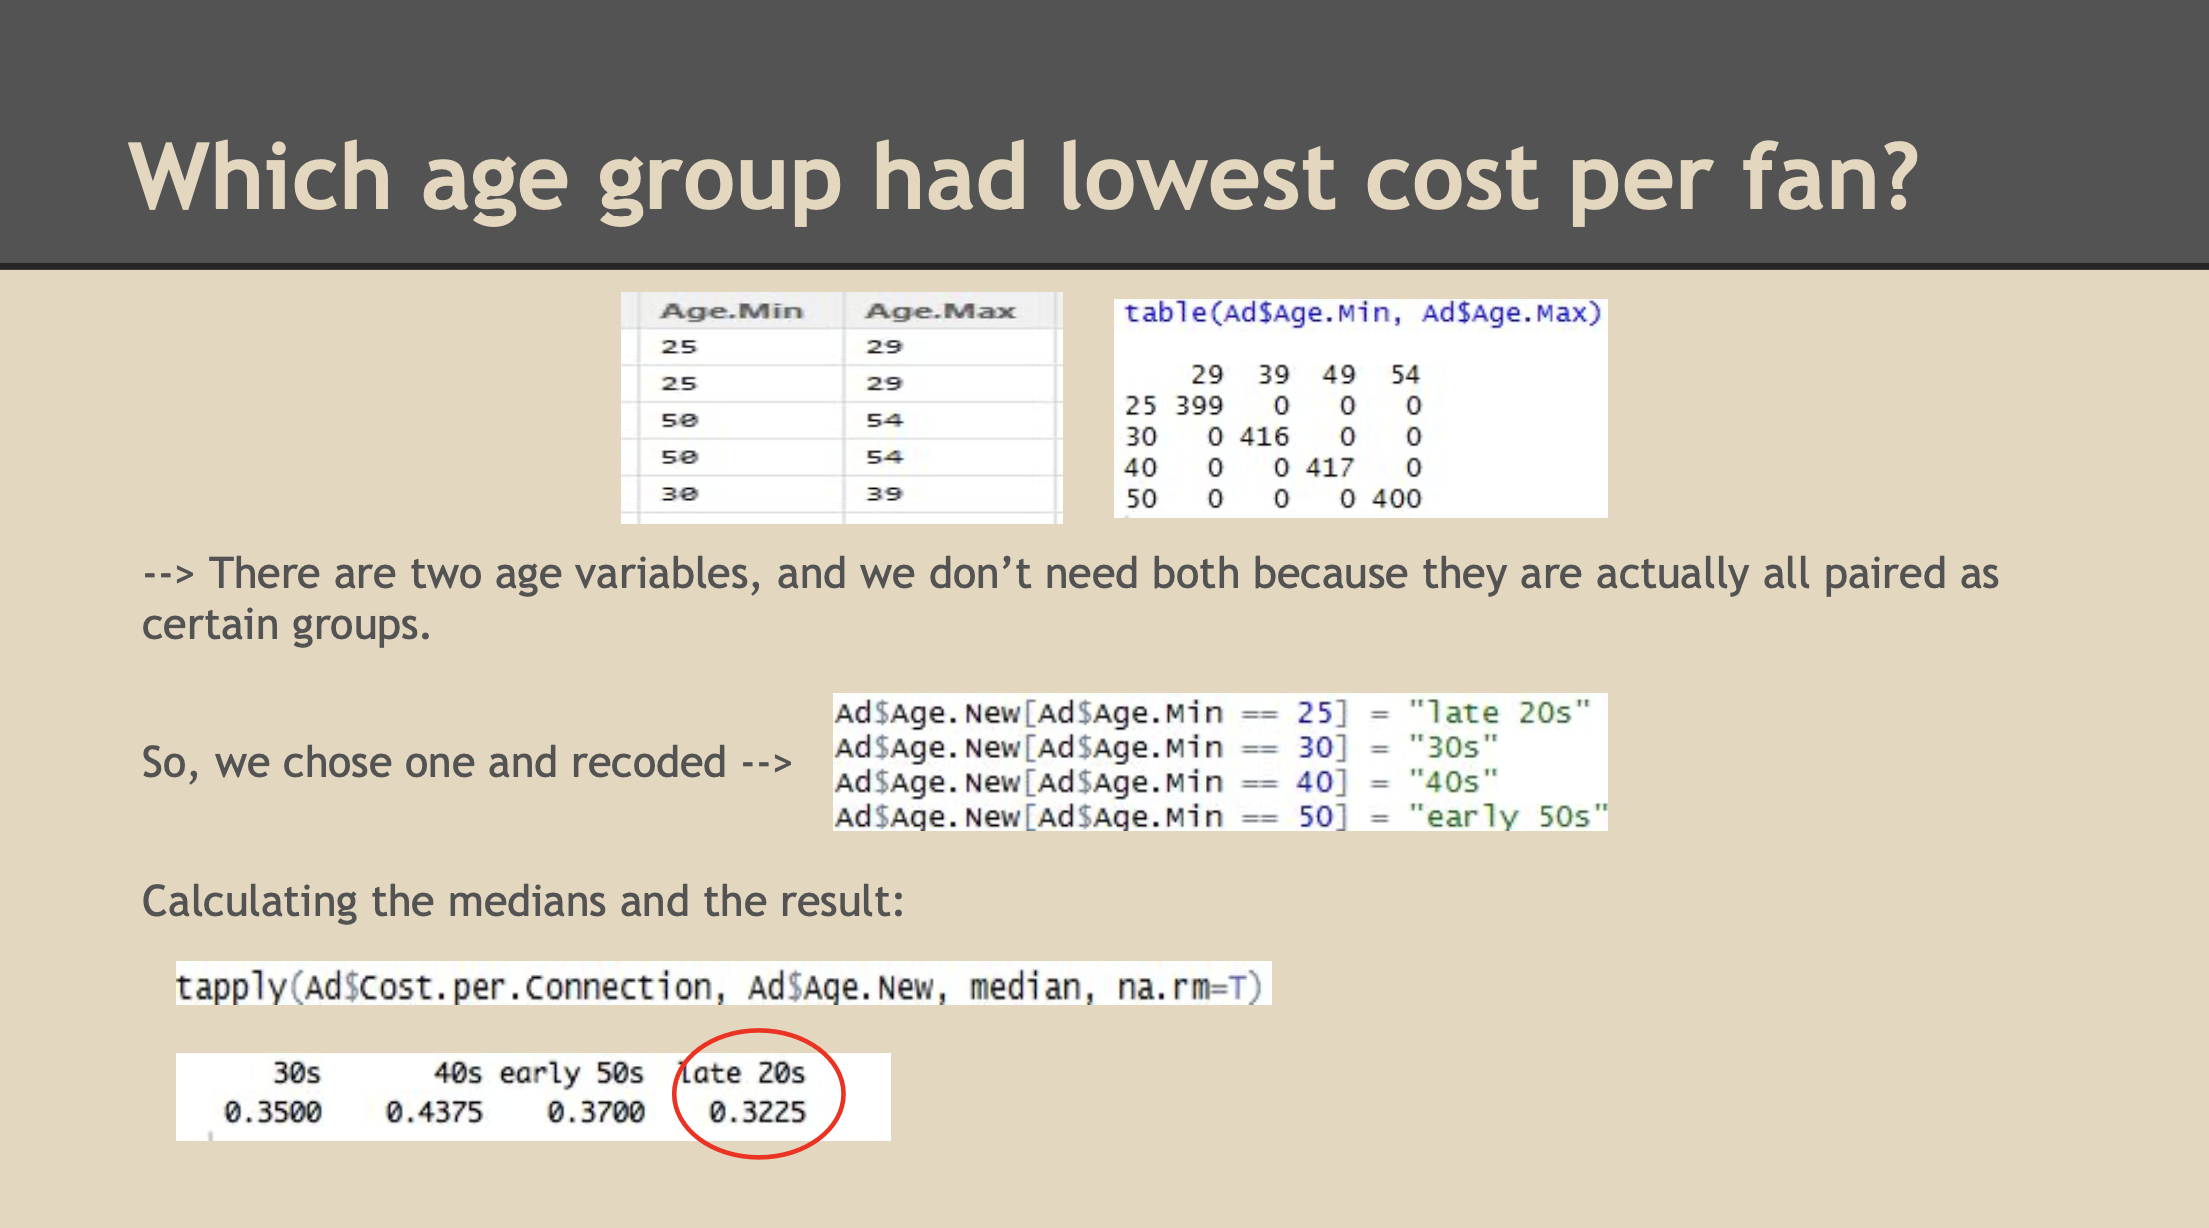 Which age group had lowest cost per fan?
Age.Min Age.Max
25 29
25 29
50 54
50 54
30 39
table(Ad$Age.Min, Ad$Age.Max)
29 39 49 54
25 399 0 0 0
30 0 416 0 0
40 0 0 417 0
50 0 0 0 400
--> There are two age variables, and we don’t need both because they are actually all paired as
certain groups.
So, we chose one and recoded -->
Ad$Age.New[Ad$Age.Min == 25] = "late 20s"
Ad$Age.New[Ad$Age.Min == 30] = "30s"
Ad$Age.New[Ad$Age.Min == 40] = "40s"
Ad$Age.New[Ad$Age.Min == 50] = "early 50s"
Calculating the medians and the result:
tapply(Ad$Cost.per.Connection, Ad$Age.New, median, na.rm=T)
30s 40s early 50s late 20s
0.3500 0.4375 0.3700 0.3225